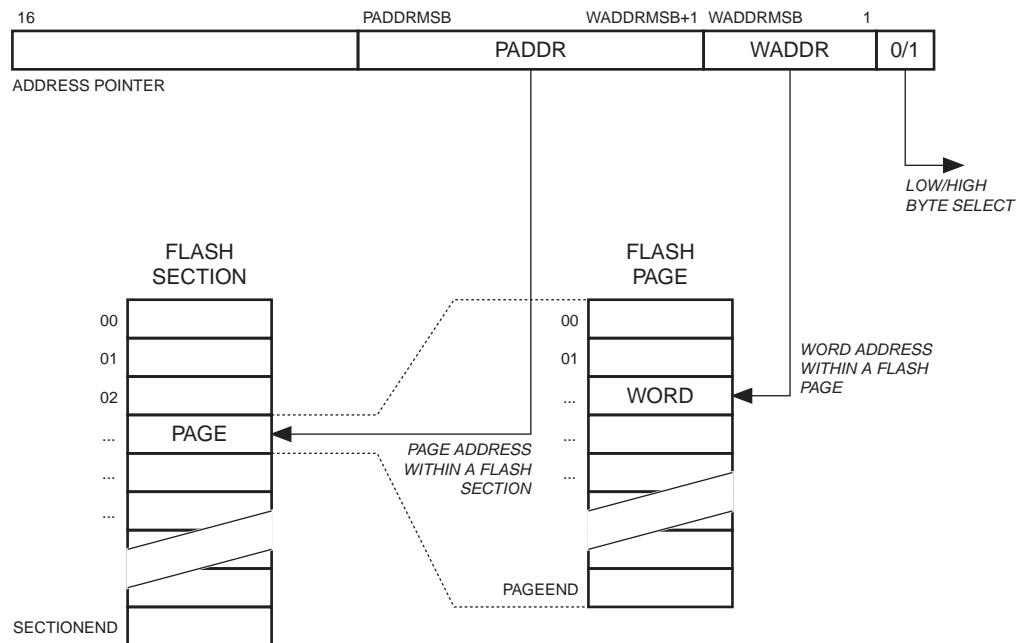 16 PADDRMSB WADDRMSB+1 WADDRMSB 1
PADDR WADDR 0/1
ADDRESS POINTER
LOW/HIGH
BYTE SELECT
FLASH
SECTION
FLASH
PAGE
00
01
02
...
PAGE
...
...
SECTIONEND
00
01
...
WORD
...
...
PAGEEND
WORD ADDRESS
WITHIN A FLASH
PAGE
PAGE ADDRESS
WITHIN A FLASH
SECTION